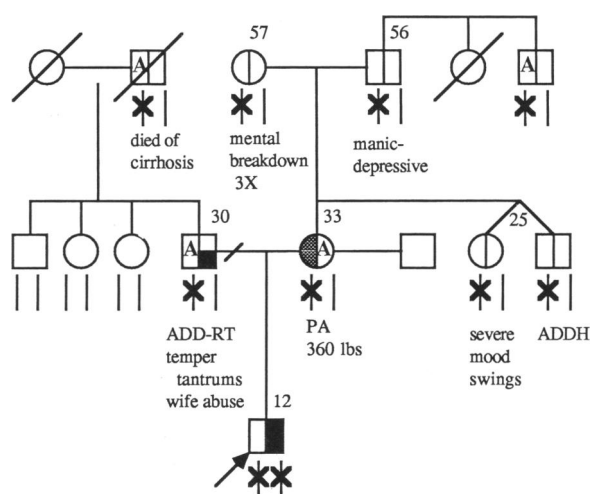 57
56
A
A
died of
cirrhosis
mental
breakdown
3X
manic-
depressive
30
33
25
A
A
ADD-RT
temper
tantrums
wife abuse
PA
360 lbs
severe
mood
swings
ADDH
12